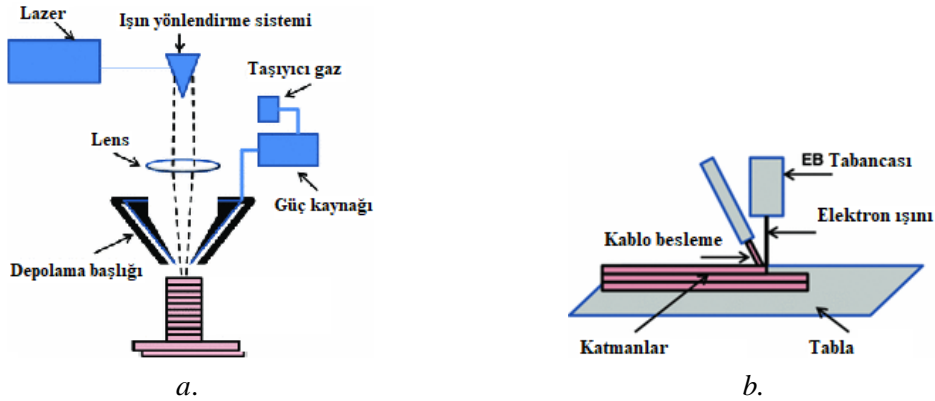 Lazer
Işın yönlendirme sistemi
Taşıyıcı gaz
Lens
Güç kaynağı
Depolama başlığı
a.
EB Tabancası
Elektron ışını
Kablo besleme
Katmanlar
Tabla
b.